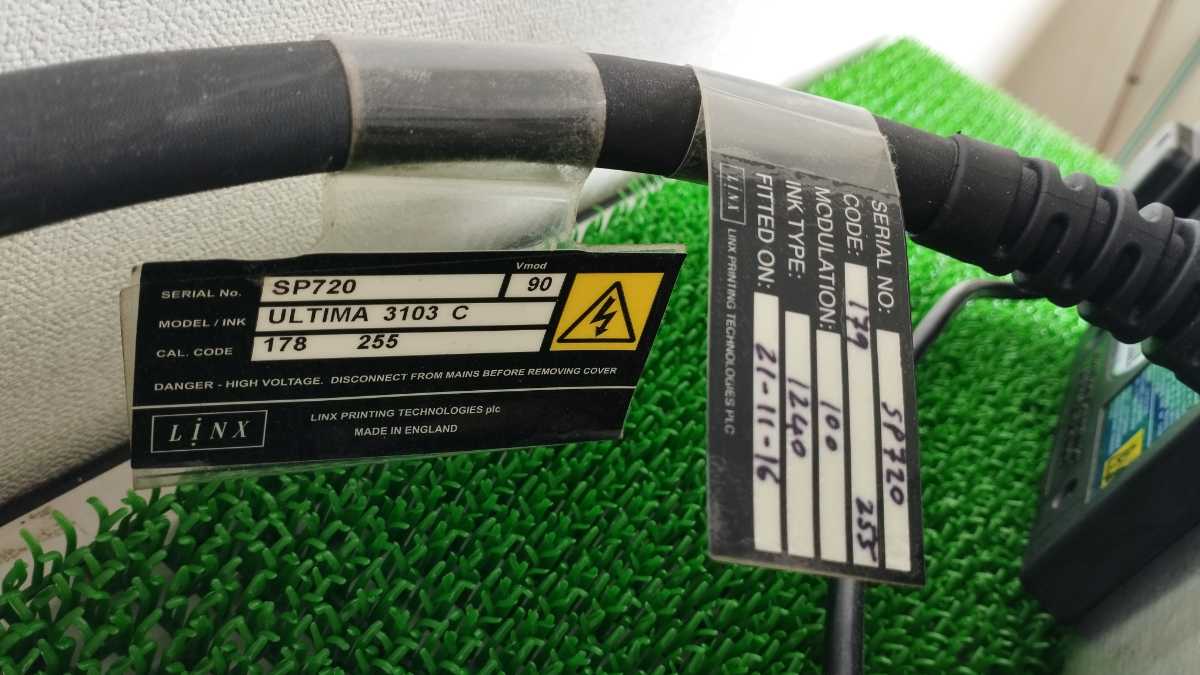 Vmod
SERIAL No. SP720 90
MODEL / INK ULTIMA 3103 C
CAL. CODE 178 255
DANGER - HIGH VOLTAGE. DISCONNECT FROM MAINS BEFORE REMOVING COVER
LINX
LINX PRINTING TECHNOLOGIES plc
MADE IN ENGLAND
SERIAL NO: SP720
CODE: 179 255
MODULATION: 100
INK TYPE: 1240
FITTED ON: 21-11-16
LINX LINX PRINTING TECHNOLOGIES PLC